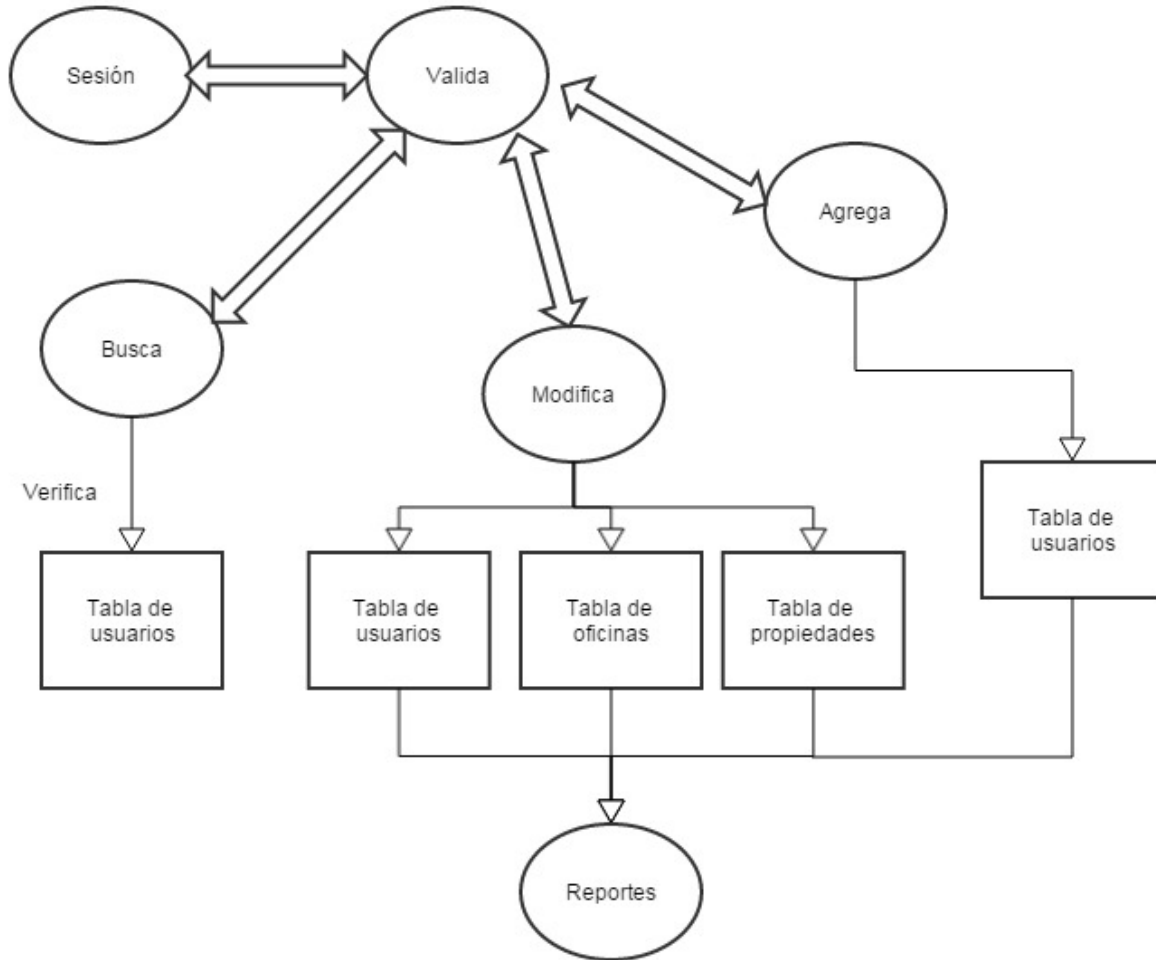 Sesión
Valida
Agrega
Busca
Modifica
Verifica
Tabla de
usuarios
Tabla de
usuarios
Tabla de
oficinas
Tabla de
propiedades
Tabla de
usuarios
Reportes